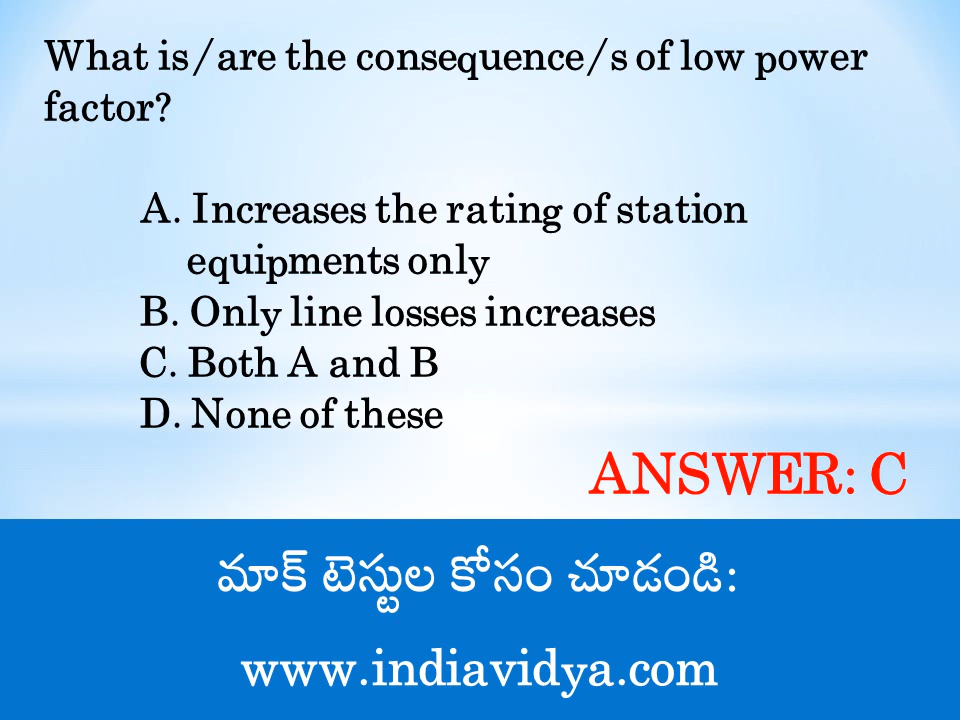 What is/are the consequence/s of low power
factor?
A. Increases the rating of station
equipments only
B. Only line losses increases
C. Both A and B
D. None of these
ANSWER: C
మాక్ టెస్టుల కోసం చూడండి:
www.indiavidya.com